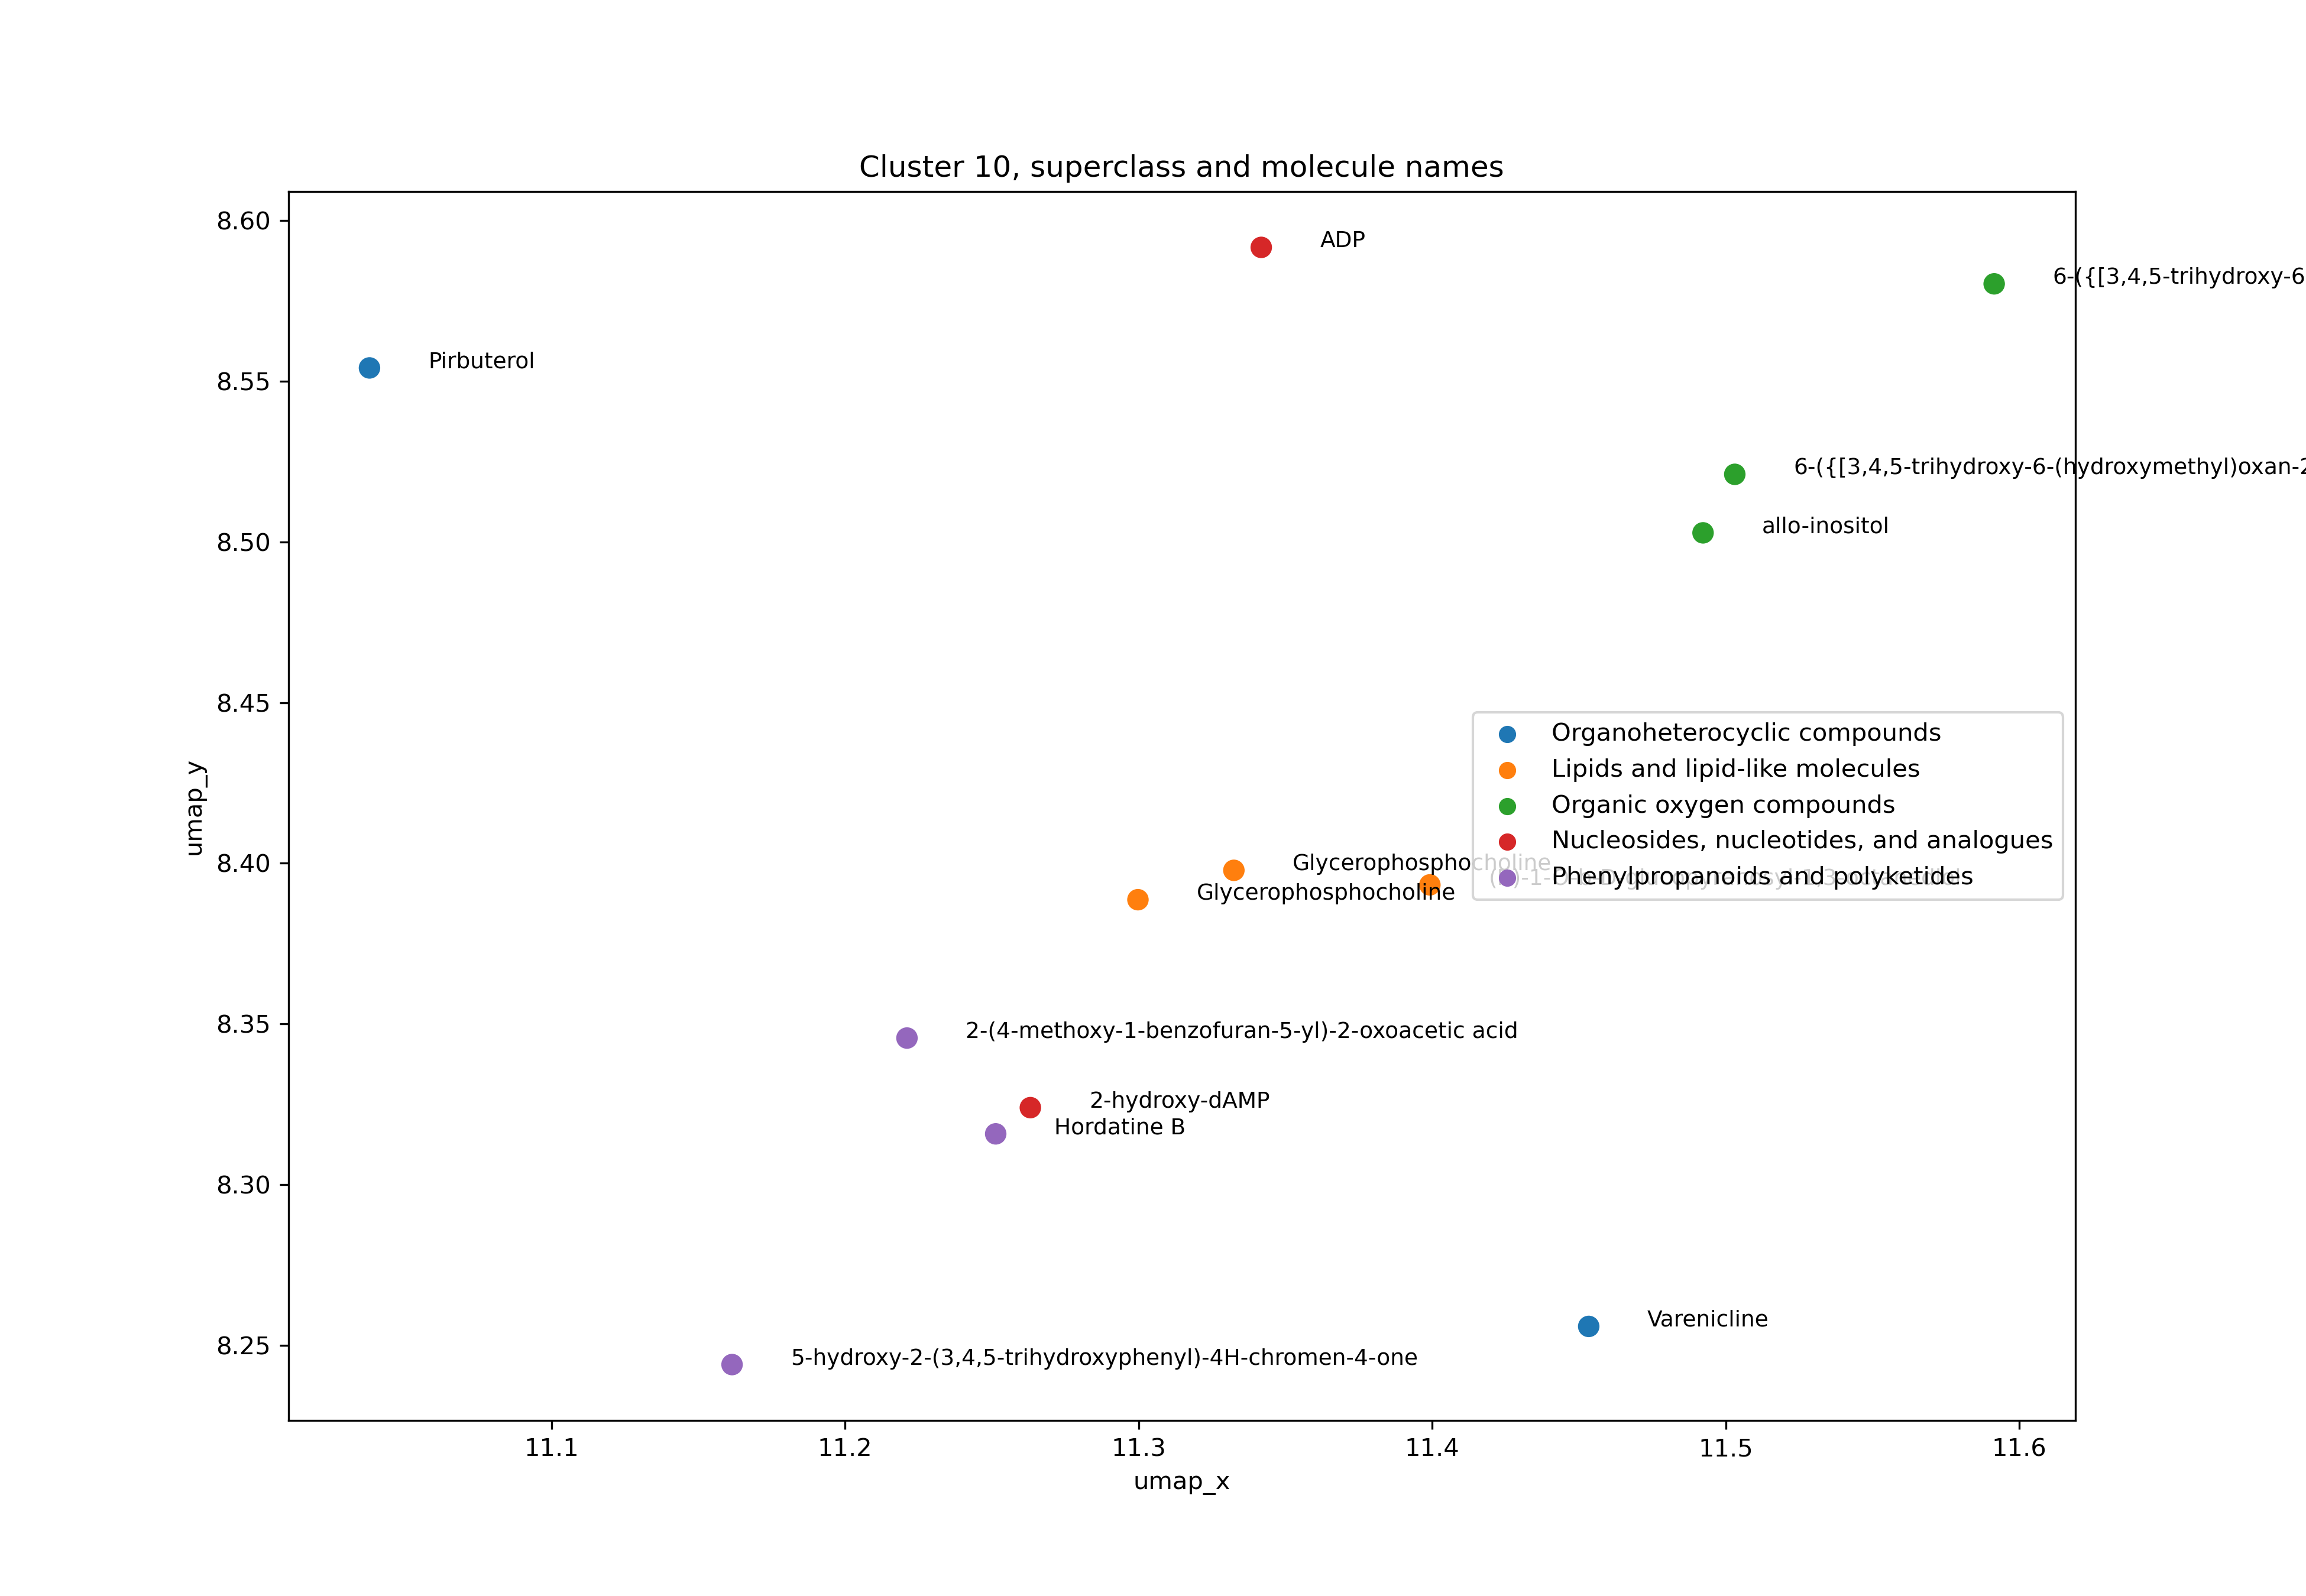 Cluster 10, superclass and molecule names
8.60
ADP
6-({[3,4,5-trihydroxy-6
8.55
Pirbuterol
6-({[3,4,5-trihydroxy-6-(hydroxymethyl)oxan-2
8.50
allo-inositol
8.45
Organoheterocyclic compounds
Lipids and lipid-like molecules
Organic oxygen compounds
Nucleosides, nucleotides, and analogues
Phenylpropanoids and polyketides
umap_y
8.40
Glycerophosphocholine
Glycerophosphocholine
8.35
2-(4-methoxy-1-benzofuran-5-yl)-2-oxoacetic acid
2-hydroxy-dAMP
Hordatine B
8.30
Varenicline
8.25
5-hydroxy-2-(3,4,5-trihydroxyphenyl)-4H-chromen-4-one
11.1 11.2 11.3 11.4 11.5 11.6
umap_x